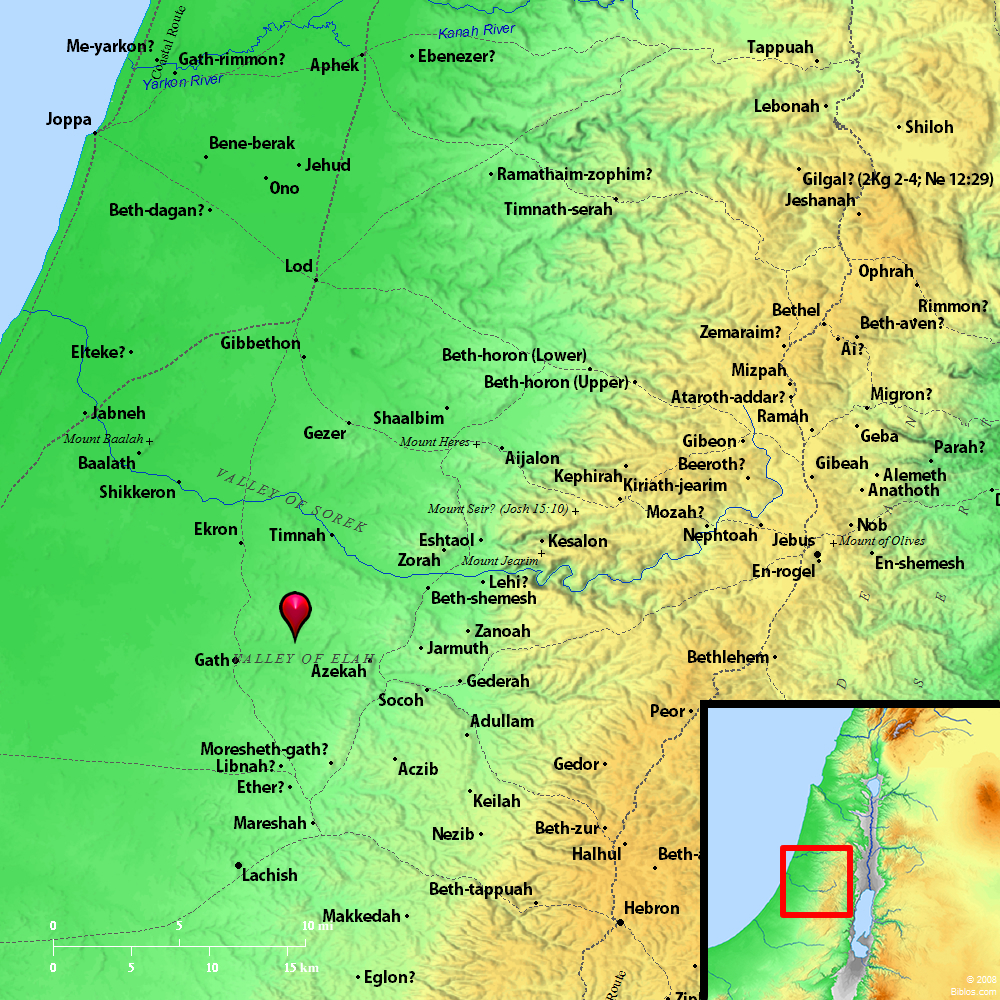 Kanah River
Me-yarkon?
Coastal Route
Tappuah
Gath-rimmon?
Aphek
Ebenezer?
Yarkon River
Lebonah
Joppa
Shiloh
Bene-berak
Jehud
Ono
Ramathaim-zophim?
Gilgal? (2Kg 2-4; Ne 12:29)
Beth-dagan?
Timnath-serah
Jeshanah
Lod
Ophrah
Bethel
Rimmon?
Zemaraim?
Beth-aven?
Gibbethon
Elteke?
Beth-horon (Lower)
Ai?
Mizpah
Beth-horon (Upper)
Ataroth-addar?
Migron?
Jabneh
Shaalbim
Ramah
Gezer
Mount Baalah
Mount Heres
Gibeon
Geba
Parah?
Baalath
Aijalon
Beeroth?
Gibeah
Kephirah
Alemeth
Kiriath-jearim
Anathoth
Shikkeron
VALLEY OF SOREK
Mount Seir? (Josh 15:10)
Mozah?
Nob
Ekron
Timnah
Eshtaol
Kesalon
Nephtoah
Jebus
Mount of Olives
Zorah
Mount Jearim
En-rogel
En-shemesh
Lehi?
Beth-shemesh
Zanoah
Jarmuth
Gath
VALLEY OF ELAH
Azekah
Bethlehem
Gederah
Socoh
Peor
Adullam
Moresheth-gath?
Libnah?
Aczib
Gedor
Ether?
Keilah
Mareshah
Nezib
Beth-zur
Halhul
Lachish
Beth-tappuah
Makkedah
Hebron
0 5 10 mi
0 5 10 15 km
Eglon?
Route
© 2008
Biblos.com